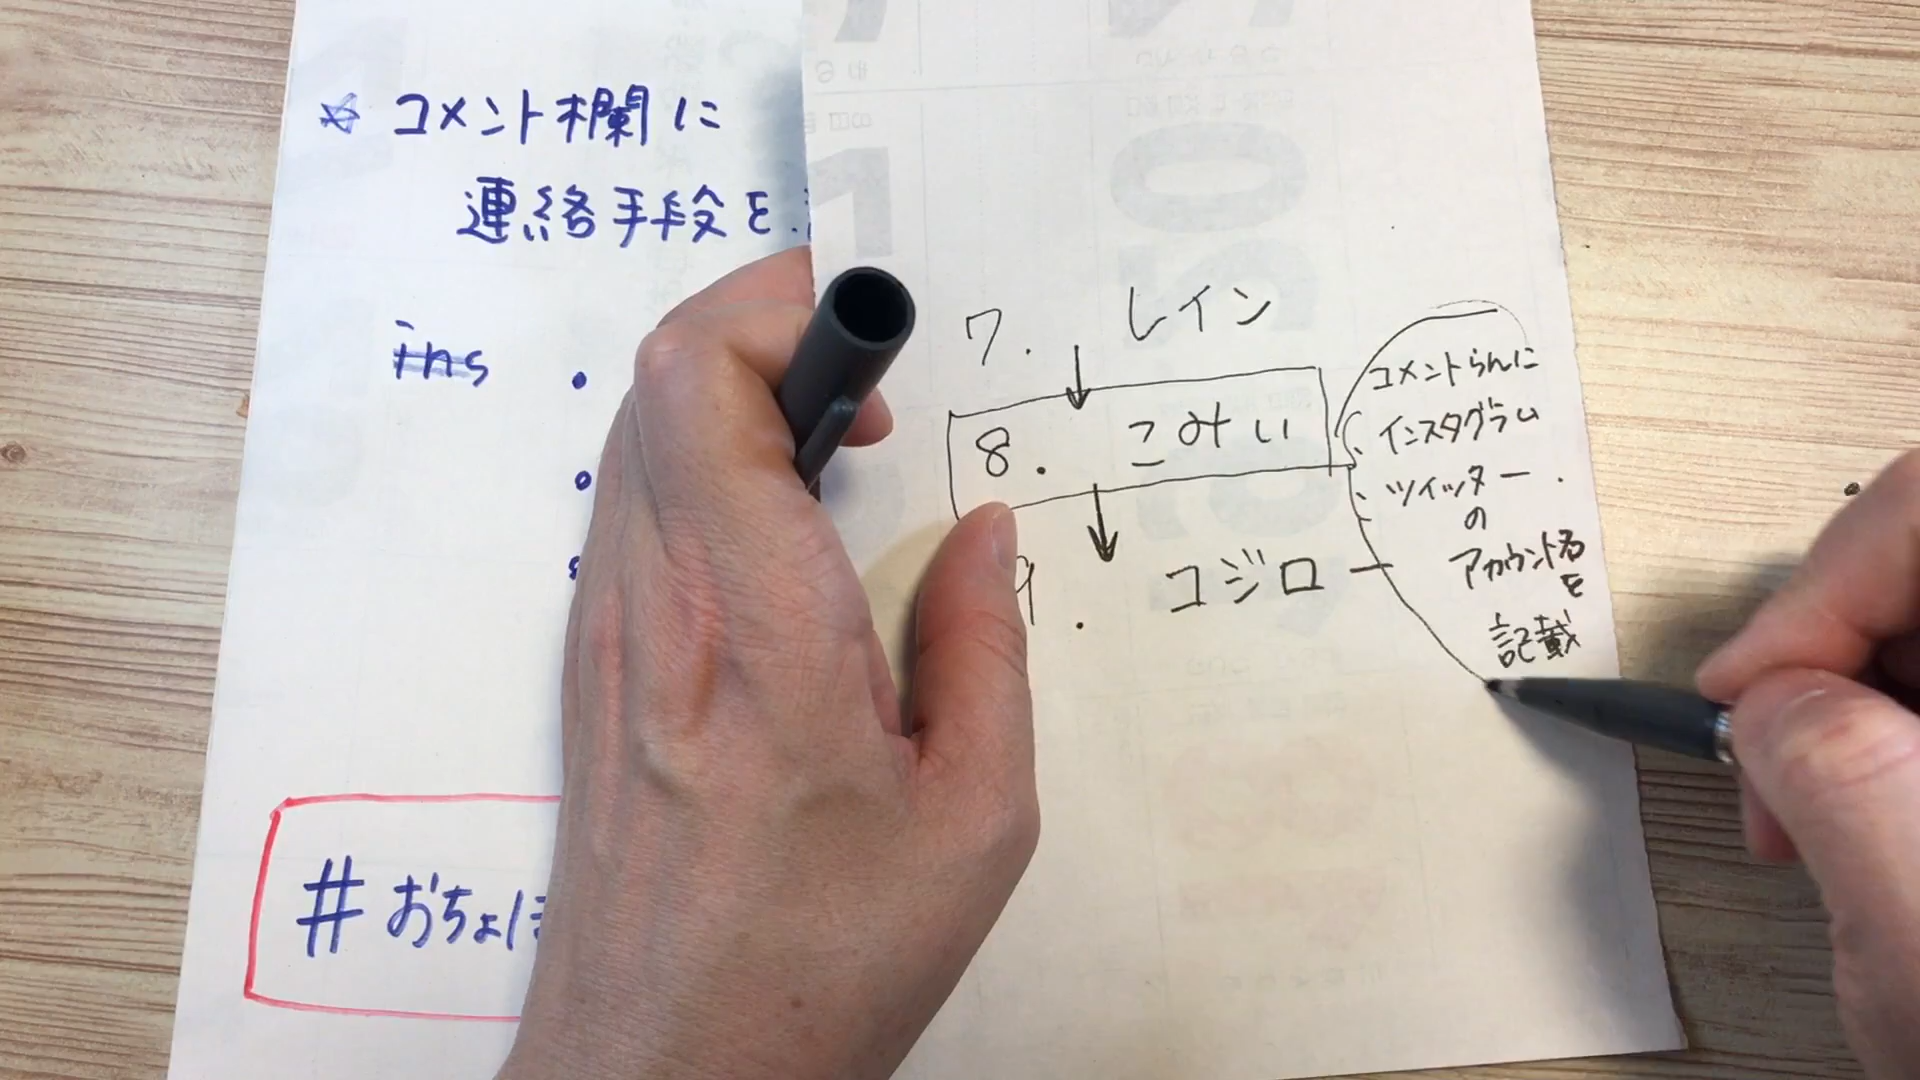 ☆ コメント欄に
連絡手段を
ins
# おちょぼ
7. レイン
8. こみい
9. コジロ
コメントらんに
インスタグラム
ツイッター
の
アカウント名
を
記載